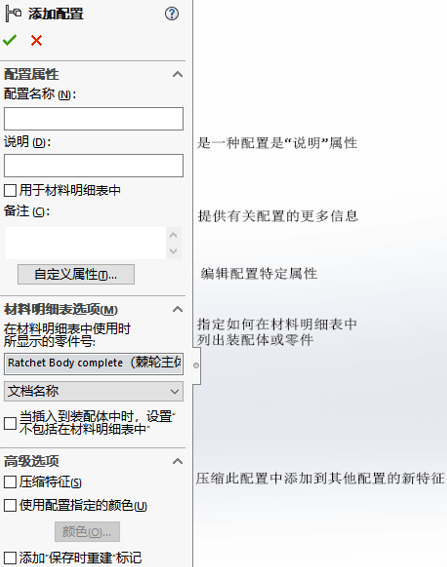 添加配置
配置属性
配置名称(N):
说明(D):
是一种配置是“说明”属性
用于材料明细表中
备注(C):
提供有关配置的更多信息
自定义属性(I)...
编辑配置特定属性
材料明细表选项(M)
在材料明细表中使用时
所显示的零件号:
指定如何在材料明细表中
列出装配体或零件
Ratchet Body complete（棘轮主体
文档名称
当插入到装配体中时，设置“
不包括在材料明细表中”
高级选项
压缩特征(S)
压缩此配置中添加到其他配置的新特征
使用配置指定的颜色(U)
颜色(O)...
添加“保存时重建”标记